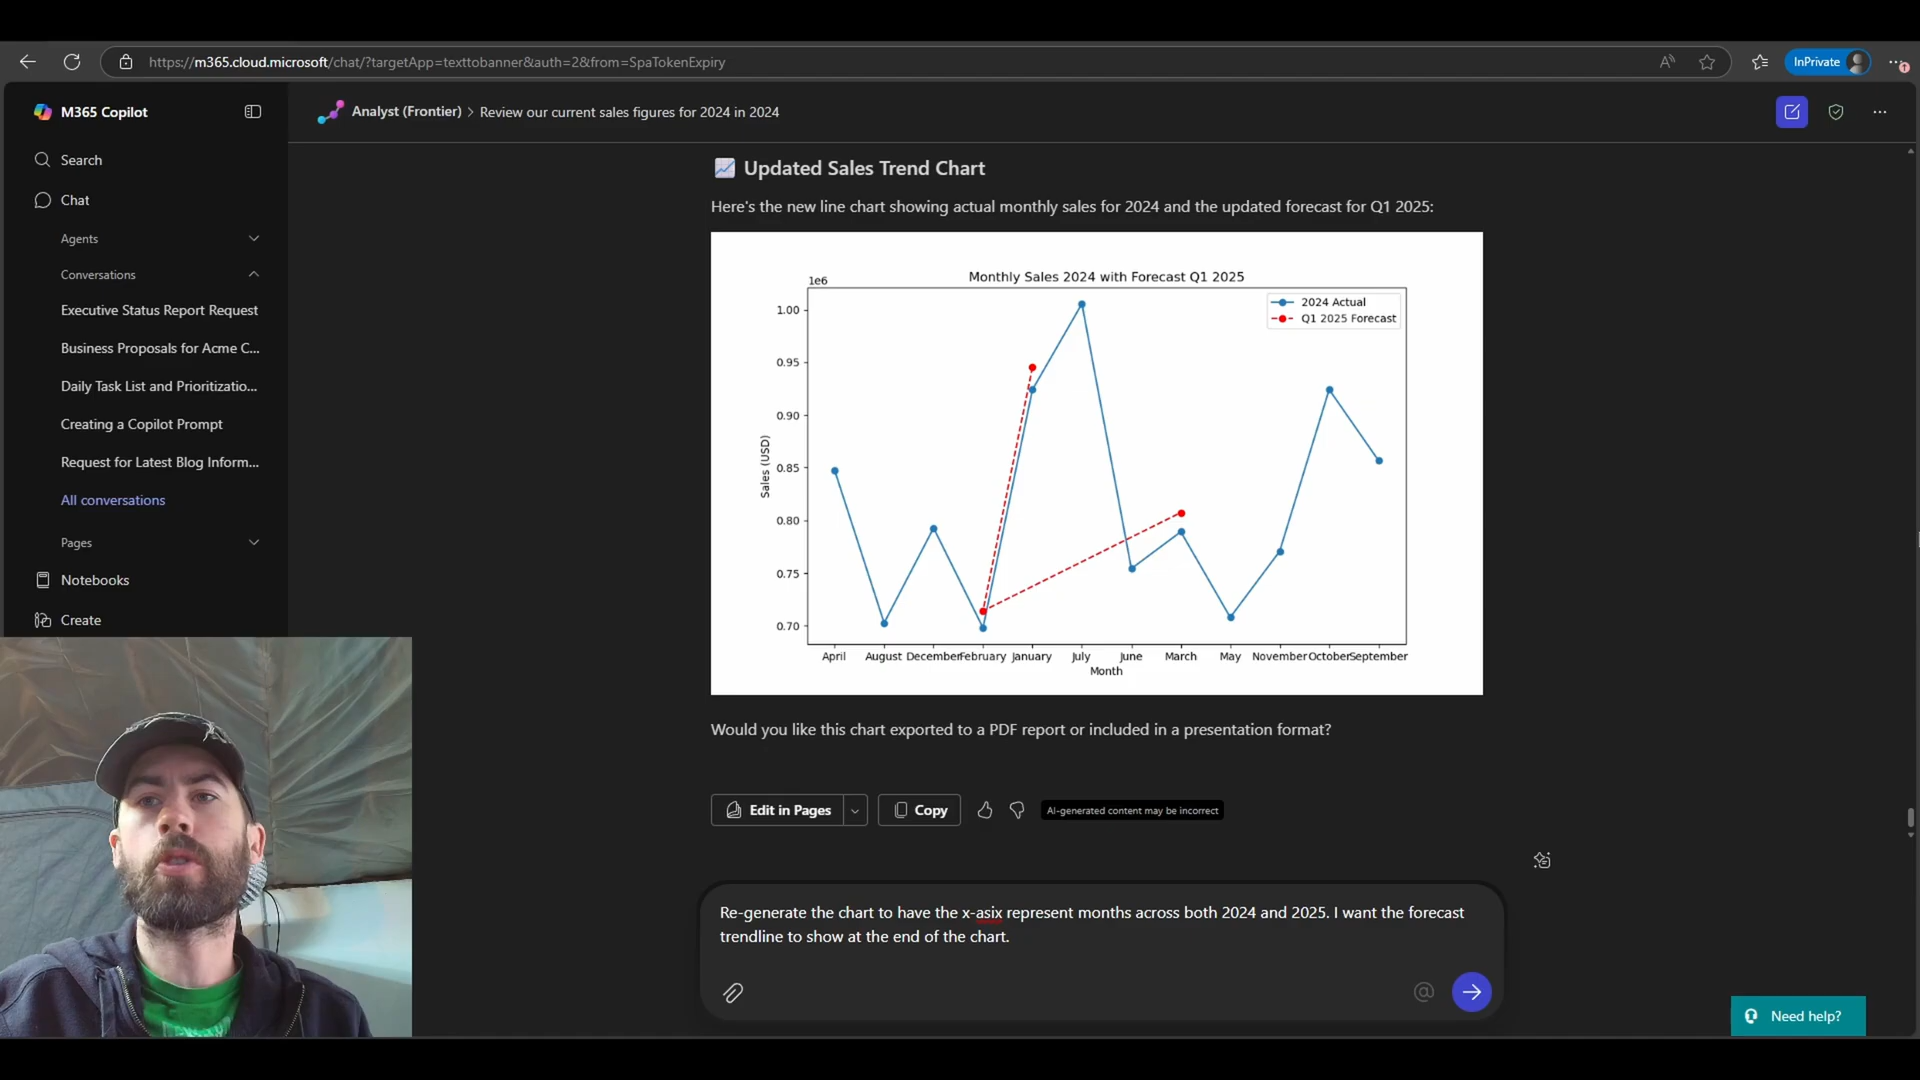 https://m365.cloud.microsoft/chat/?targetApp=texttobanner&auth=2&from=SpaTokenExpiry
InPrivate
M365 Copilot
Analyst (Frontier) > Review our current sales figures for 2024 in 2024
Search
Chat
Agents
Conversations
Executive Status Report Request
Business Proposals for Acme C...
Daily Task List and Prioritizatio...
Creating a Copilot Prompt
Request for Latest Blog Inform...
All conversations
Pages
Notebooks
Create
Updated Sales Trend Chart
Here's the new line chart showing actual monthly sales for 2024 and the updated forecast for Q1 2025:
Monthly Sales 2024 with Forecast Q1 2025
1e6
2024 Actual
Q1 2025 Forecast
1.00
0.95
0.90
0.85
0.80
0.75
0.70
Sales (USD)
April August December February January July June March May November October September
Month
Would you like this chart exported to a PDF report or included in a presentation format?
Edit in Pages
Copy
AI-generated content may be incorrect
Re-generate the chart to have the x-asix represent months across both 2024 and 2025. I want the forecast
trendline to show at the end of the chart.
@
Need help?